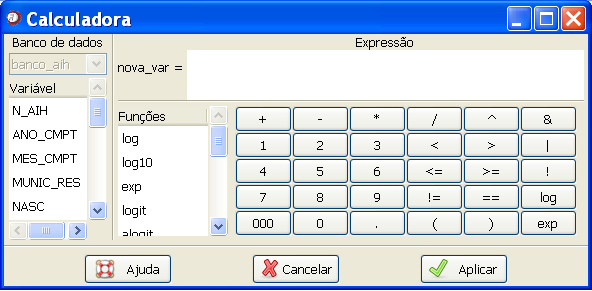 Calculadora
Banco de dados
banco_aih
Variável
N_AIH
ANO_CMPT
MES_CMPT
MUNIC_RES
NASC
Expressão
nova_var =
Funções
log
log10
exp
logit
alogit
+ - * / ^ &
1 2 3 < > |
4 5 6 <= >= !
7 8 9 != == log
000 0 . ( ) exp
Ajuda Cancelar Aplicar